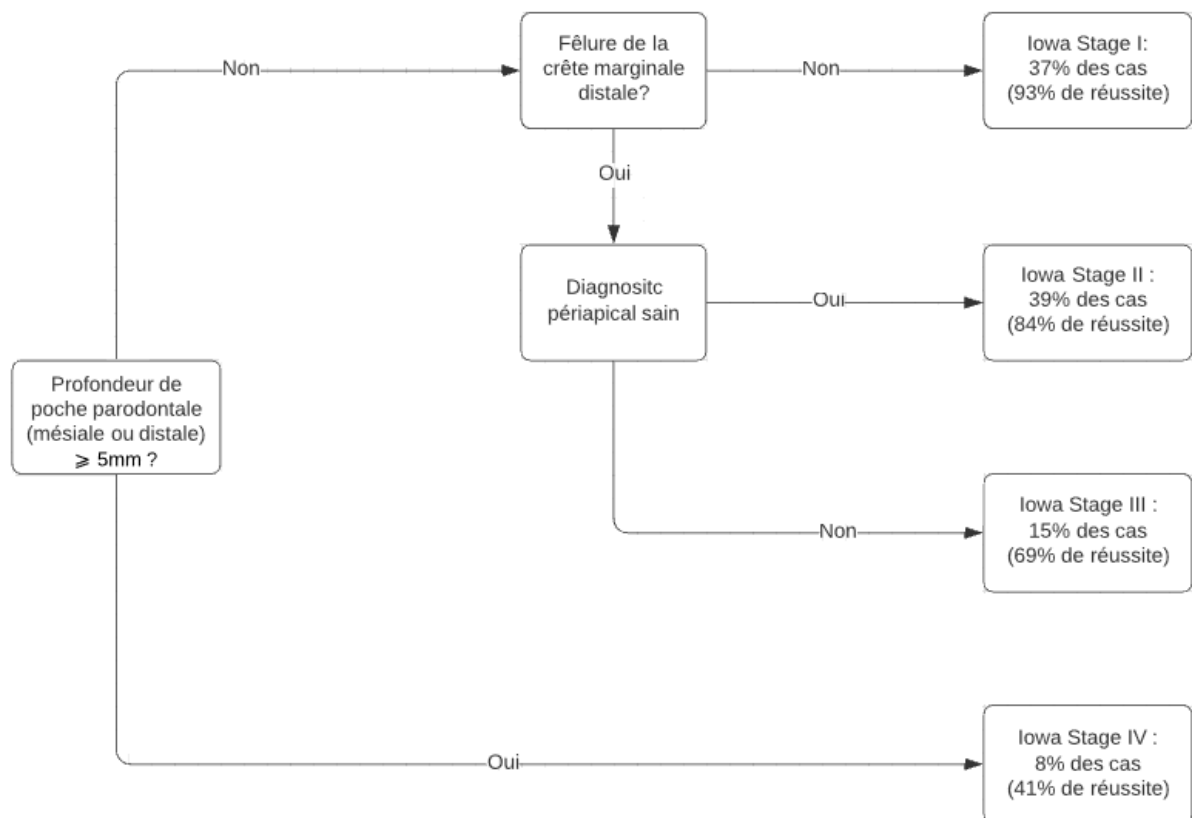 Fêlure de la
crête marginale
distale?
Non
Non
Iowa Stage I:
37% des cas
(93% de réussite)
Oui
Diagnositc
périapical sain
Oui
Iowa Stage II :
39% des cas
(84% de réussite)
Profondeur de
poche parodontale
(mésiale ou distale)
⩾ 5mm ?
Non
Iowa Stage III :
15% des cas
(69% de réussite)
Oui
Iowa Stage IV :
8% des cas
(41% de réussite)